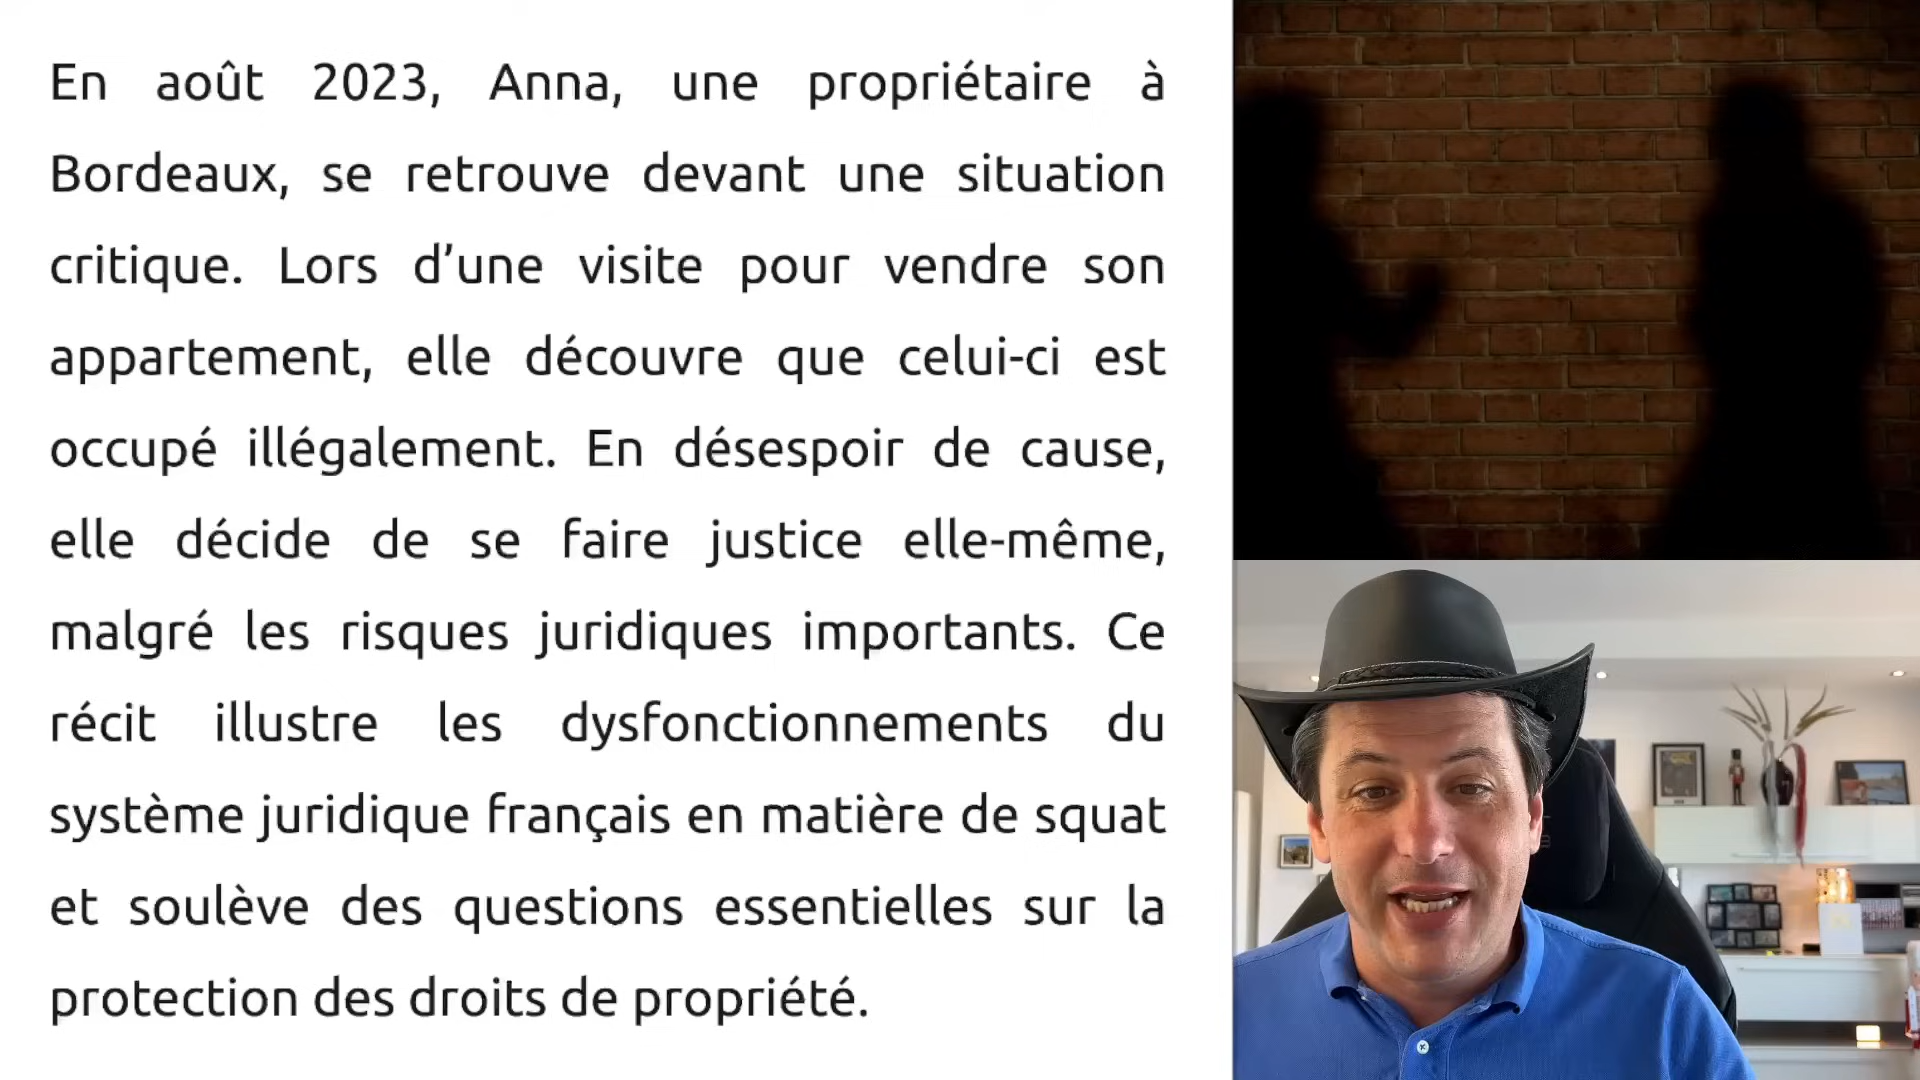 En août 2023, Anna, une propriétaire à
Bordeaux, se retrouve devant une situation
critique. Lors d’une visite pour vendre son
appartement, elle découvre que celui-ci est
occupé illégalement. En désespoir de cause,
elle décide de se faire justice elle-même,
malgré les risques juridiques importants. Ce
récit illustre les dysfonctionnements du
système juridique français en matière de squat
et soulève des questions essentielles sur la
protection des droits de propriété.